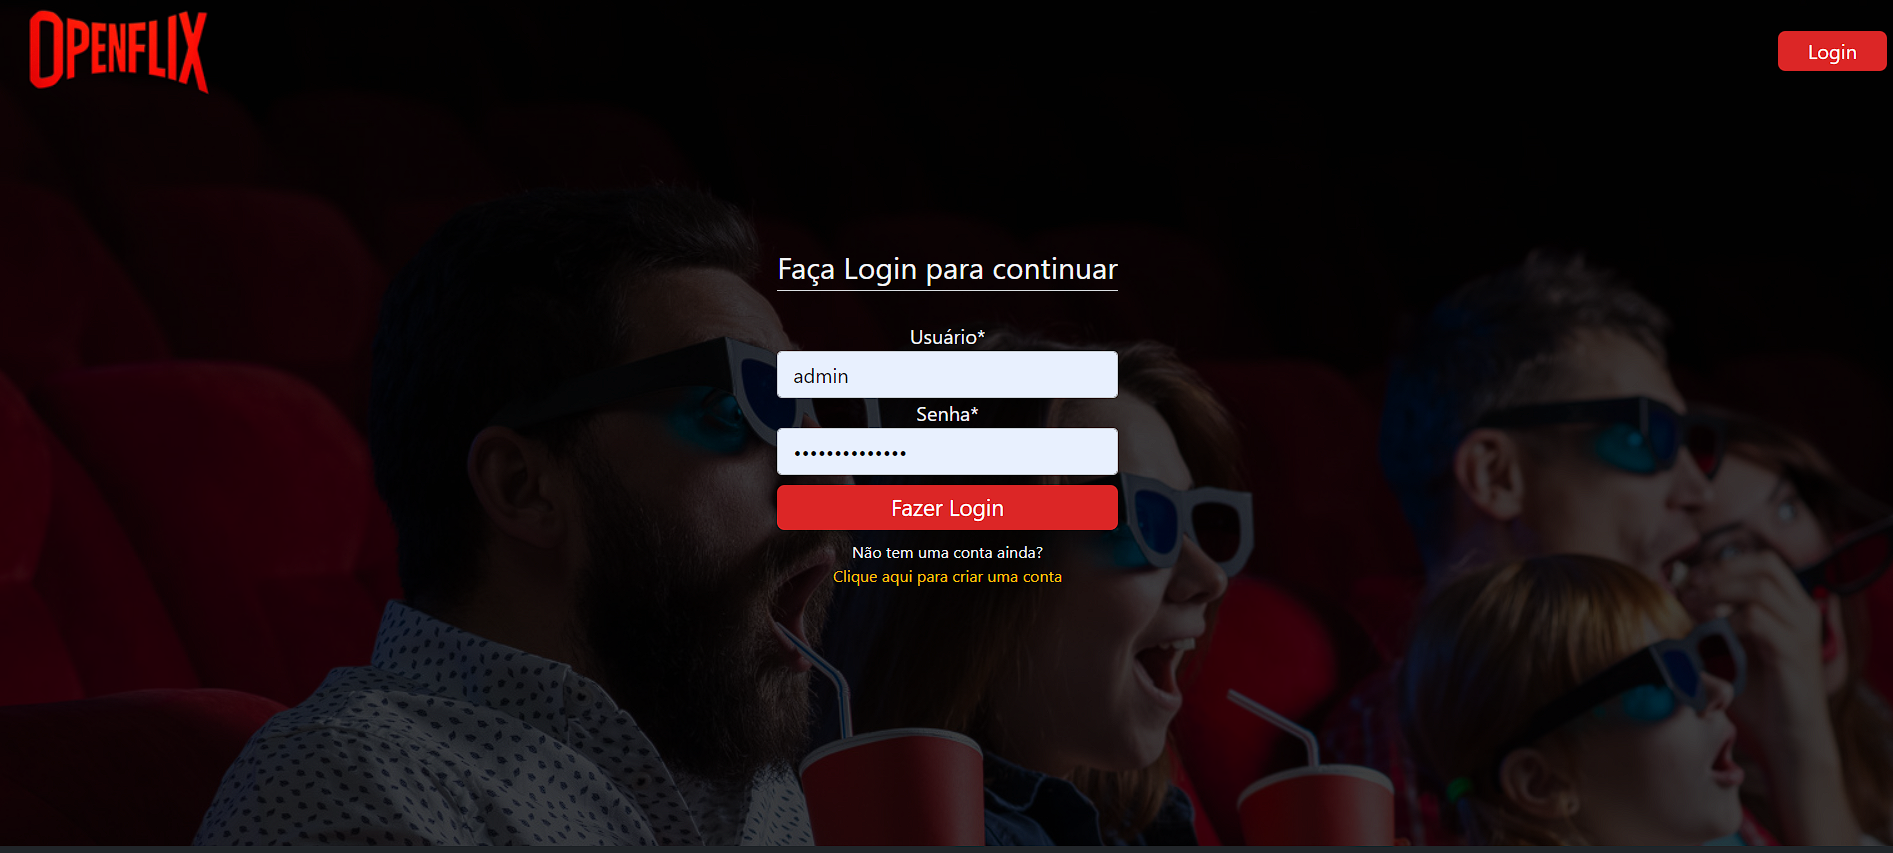 OPENFLIX
Login
Faça Login para continuar
Usuário*
admin
Senha*
••••••••••••••
Fazer Login
Não tem uma conta ainda?
Clique aqui para criar uma conta